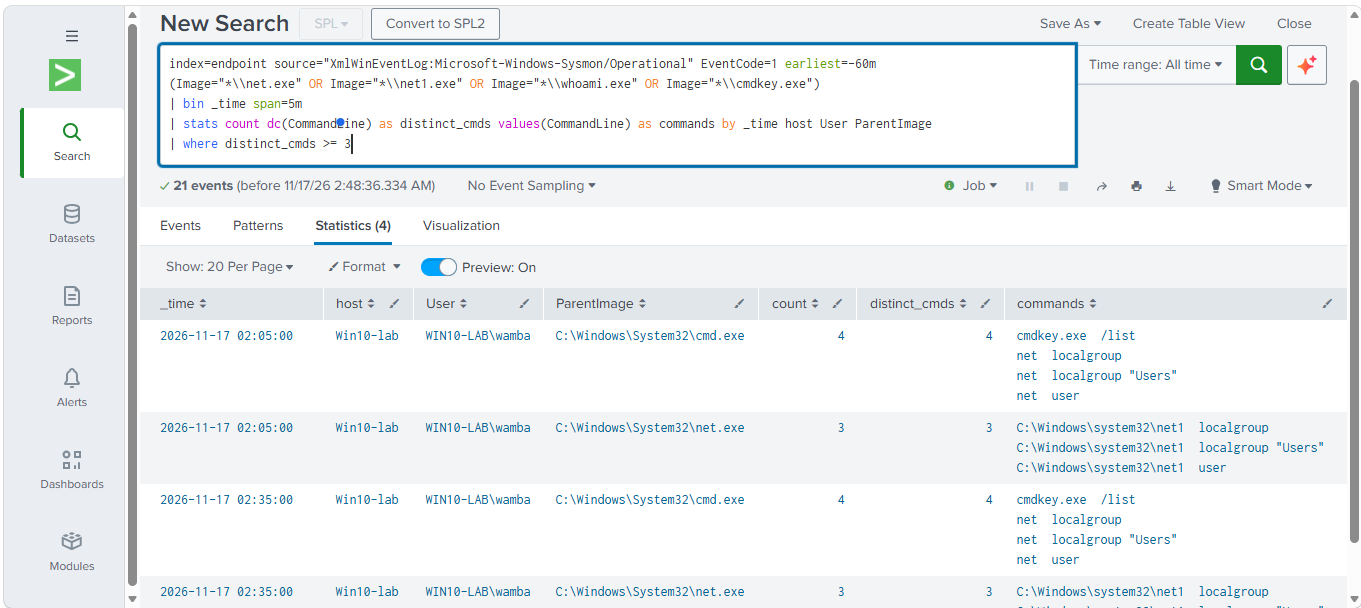 New Search
SPL
Convert to SPL2
Save As
Create Table View
Close
index=endpoint source="XmlWinEventLog:Microsoft-Windows-Sysmon/Operational" EventCode=1 earliest=-60m
(Image="*\\net.exe" OR Image="*\\net1.exe" OR Image="*\\whoami.exe" OR Image="*\\cmdkey.exe")
| bin _time span=5m
| stats count dc(CommandLine) as distinct_cmds values(CommandLine) as commands by _time host User ParentImage
| where distinct_cmds >= 3
Time range: All time
21 events (before 11/17/26 2:48:36.334 AM)
No Event Sampling
Job
Smart Mode
Search
Datasets
Reports
Alerts
Dashboards
Modules
Events
Patterns
Statistics (4)
Visualization
Show: 20 Per Page
Format
Preview: On
_time host User ParentImage count distinct_cmds commands
2026-11-17 02:05:00 Win10-lab WIN10-LAB\wamba C:\Windows\System32\cmd.exe 4 4 cmdkey.exe /list
net localgroup
net localgroup "Users"
net user
2026-11-17 02:05:00 Win10-lab WIN10-LAB\wamba C:\Windows\System32\net.exe 3 3 C:\Windows\system32\net1 localgroup
C:\Windows\system32\net1 localgroup "Users"
C:\Windows\system32\net1 user
2026-11-17 02:35:00 Win10-lab WIN10-LAB\wamba C:\Windows\System32\cmd.exe 4 4 cmdkey.exe /list
net localgroup
net localgroup "Users"
net user
2026-11-17 02:35:00 Win10-lab WIN10-LAB\wamba C:\Windows\System32\net.exe 3 3 C:\Windows\system32\net1 localgroup